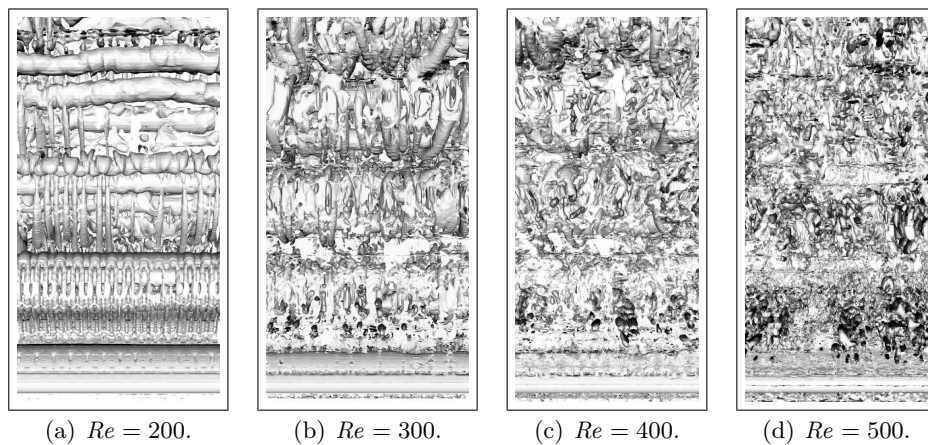 (a) Re = 200.
(b) Re = 300.
(c) Re = 400.
(d) Re = 500.